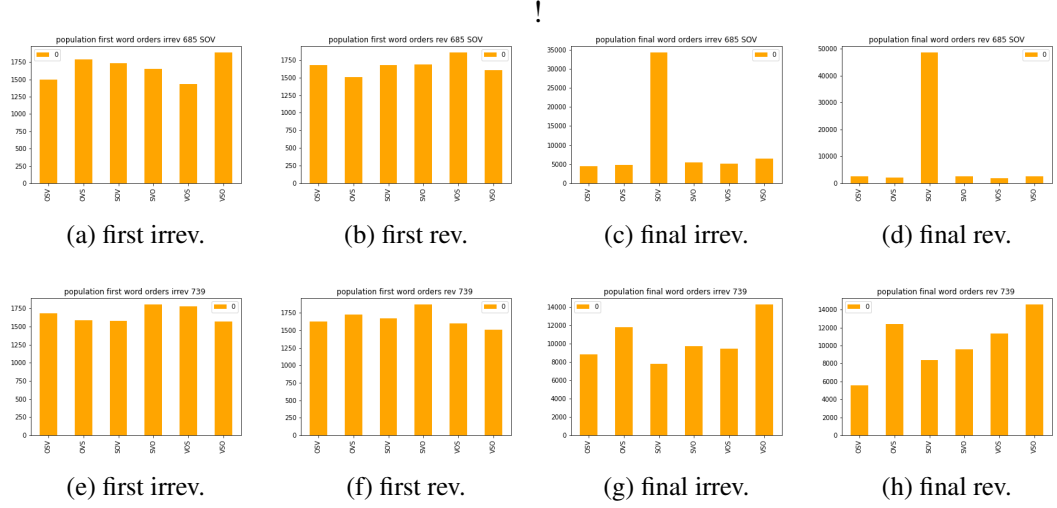 !
population first word orders irrev 685 SOV
0
1750
1500
1250
1000
750
500
250
0
OSV
OVS
SOV
SVO
VOS
VSO
(a) first irrev.
population first word orders rev 685 SOV
0
1750
1500
1250
1000
750
500
250
0
OSV
OVS
SOV
SVO
VOS
VSO
(b) first rev.
population final word orders irrev 685 SOV
0
35000
30000
25000
20000
15000
10000
5000
0
OSV
OVS
SOV
SVO
VOS
VSO
(c) final irrev.
population final word orders rev 685 SOV
0
50000
40000
30000
20000
10000
0
OSV
OVS
SOV
SVO
VOS
VSO
(d) final rev.
population first word orders irrev 739
0
1750
1500
1250
1000
750
500
250
0
OSV
OVS
SOV
SVO
VOS
VSO
(e) first irrev.
population first word orders rev 739
0
1750
1500
1250
1000
750
500
250
0
OSV
OVS
SOV
SVO
VOS
VSO
(f) first rev.
population final word orders irrev 739
0
14000
12000
10000
8000
6000
4000
2000
0
OSV
OVS
SOV
SVO
VOS
VSO
(g) final irrev.
population final word orders rev 739
0
14000
12000
10000
8000
6000
4000
2000
0
OSV
OVS
SOV
SVO
VOS
VSO
(h) final rev.